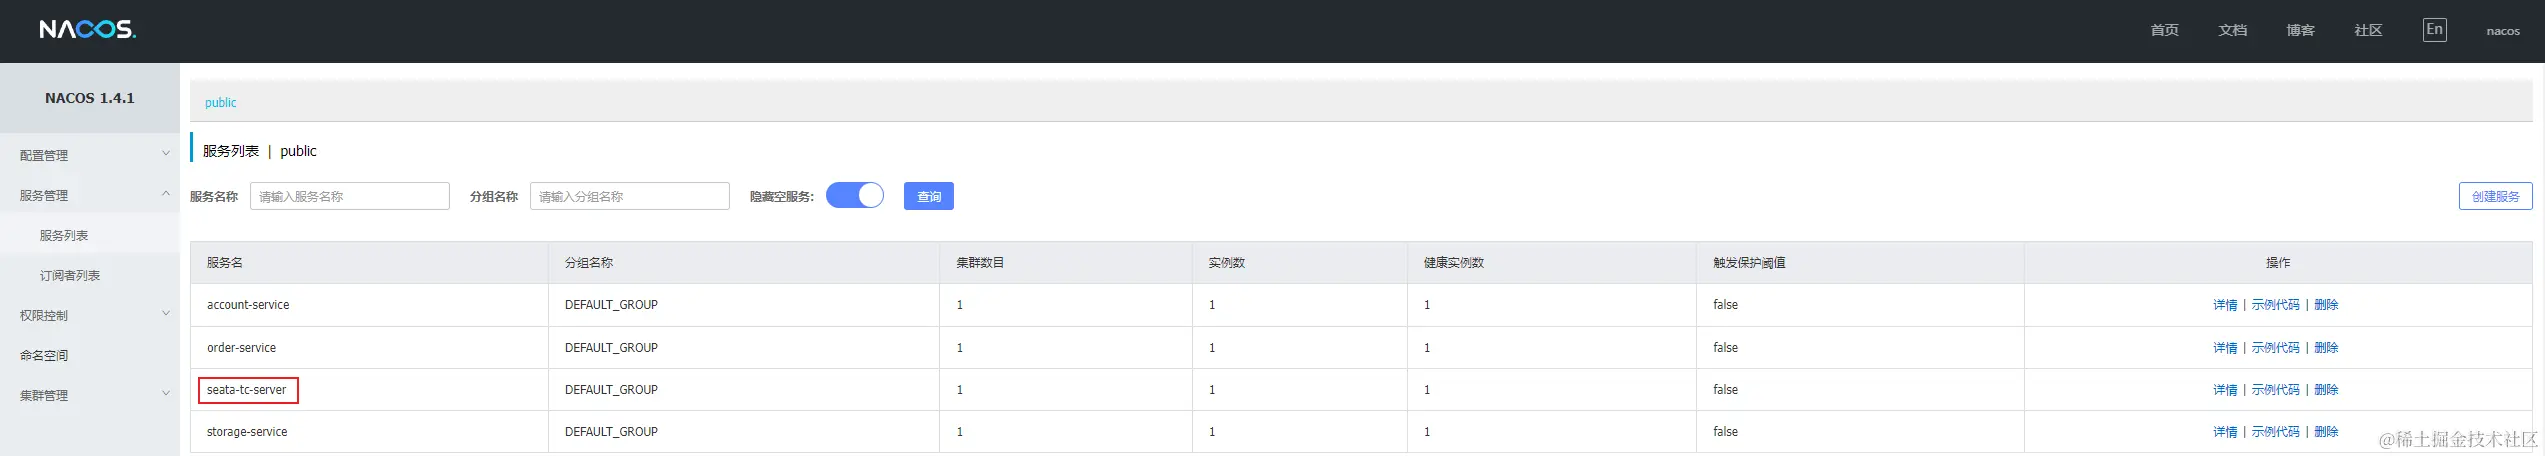 NACOS.
首页 文档 博客 社区 En nacos
NACOS 1.4.1
配置管理
服务管理
服务列表
订阅者列表
权限控制
命名空间
集群管理
public
服务列表 | public
服务名称 请输入服务名称 分组名称 请输入分组名称 隐藏空服务: 查询 创建服务
服务名 分组名称 集群数目 实例数 健康实例数 触发保护阈值 操作
account-service DEFAULT_GROUP 1 1 1 false 详情 | 示例代码 | 删除
order-service DEFAULT_GROUP 1 1 1 false 详情 | 示例代码 | 删除
seata-tc-server DEFAULT_GROUP 1 1 1 false 详情 | 示例代码 | 删除
storage-service DEFAULT_GROUP 1 1 1 false 详情 | 示例代码 | 删除
@稀土掘金技术社区